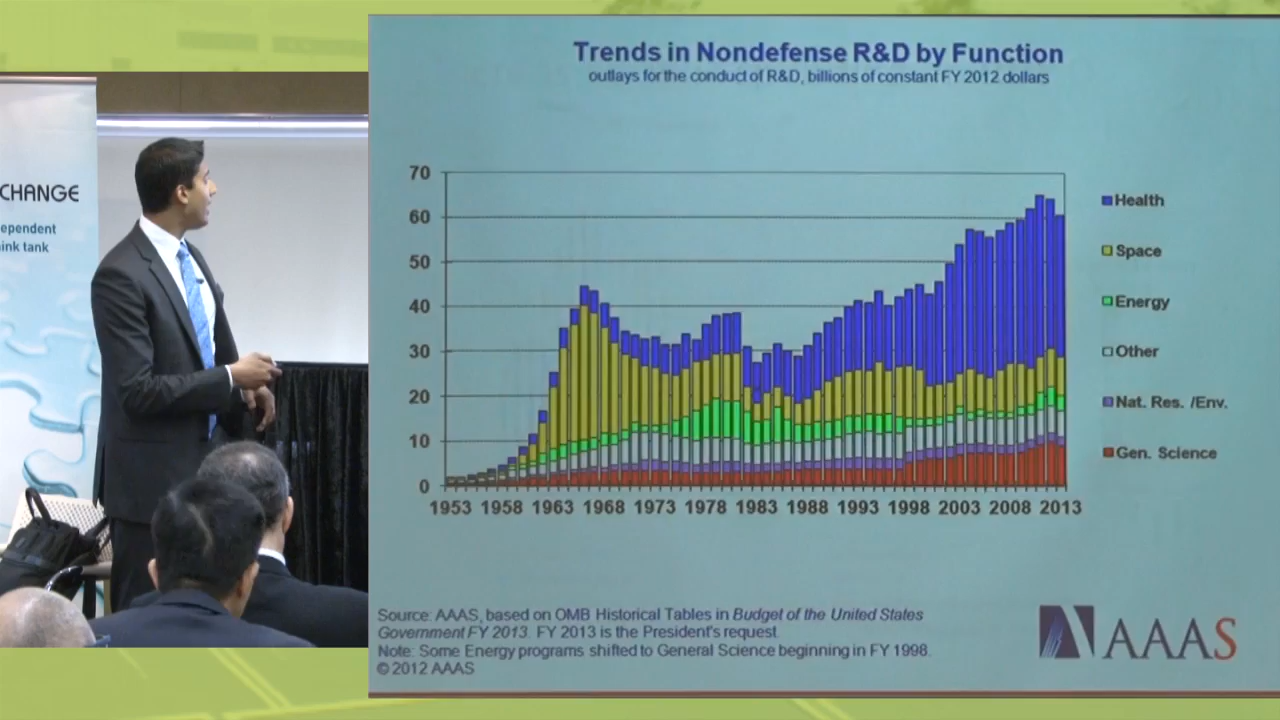 CHANGE
ependent
ink tank
Trends in Nondefense R&D by Function
outlays for the conduct of R&D, billions of constant FY 2012 dollars
70
60
50
40
30
20
10
0
1953 1958 1963 1968 1973 1978 1983 1988 1993 1998 2003 2008 2013
Health
Space
Energy
Other
Nat. Res. /Env.
Gen. Science
Source: AAAS, based on OMB Historical Tables in Budget of the United States
Government FY 2013. FY 2013 is the President's request.
Note: Some Energy programs shifted to General Science beginning in FY 1998.
© 2012 AAAS
AAAS